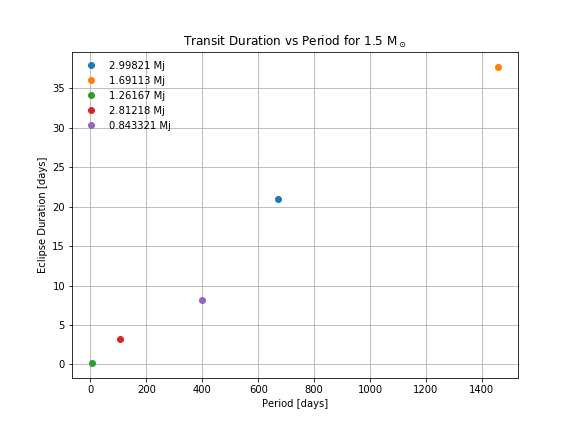 Transit Duration vs Period for 1.5 M⊙
2.99821 Mj
1.69113 Mj
1.26167 Mj
2.81218 Mj
0.843321 Mj
Eclipse Duration [days]
35
30
25
20
15
10
5
0
0 200 400 600 800 1000 1200 1400
Period [days]